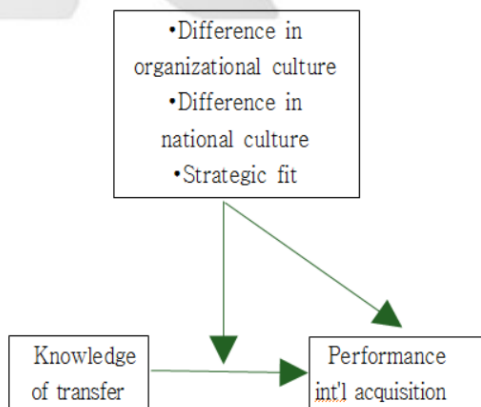 •Difference in
organizational culture
•Difference in
national culture
•Strategic fit
Knowledge
of transfer
Performance
int'l acquisition